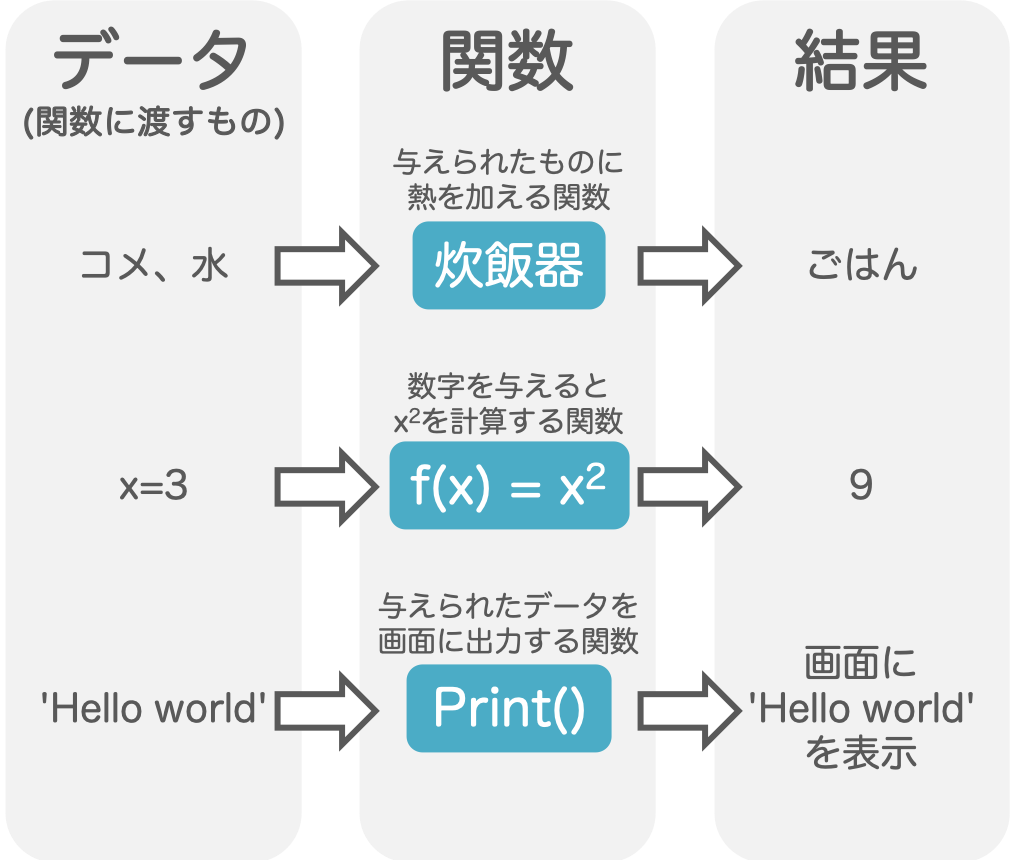 データ
(関数に渡すもの)
関数
結果
与えられたものに
熱を加える関数
コメ、水
炊飯器
ごはん
数字を与えると
x²を計算する関数
x=3
f(x) = x²
9
与えられたデータを
画面に出力する関数
'Hello world'
Print()
画面に
'Hello world'
を表示